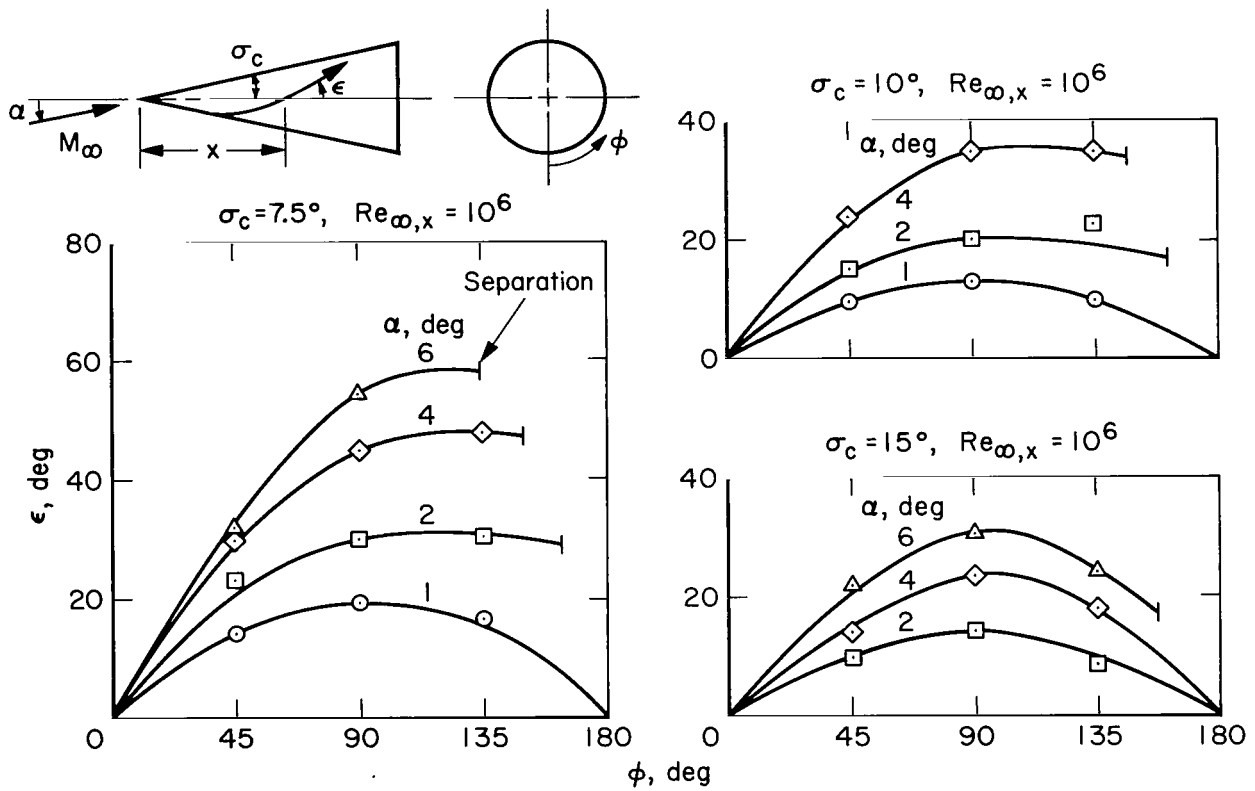 σc
ϵ
α
M∞
x
ϕ
σc = 7.5°, Re∞,x = 10⁶
80
60
40
20
0
ϵ, deg
Separation
α, deg
6
4
2
1
45
90
135
180
σc = 10°, Re∞,x = 10⁶
40
20
0
α, deg
4
2
1
σc = 15°, Re∞,x = 10⁶
40
20
0
α, deg
6
4
2
45
90
135
180
ϕ, deg